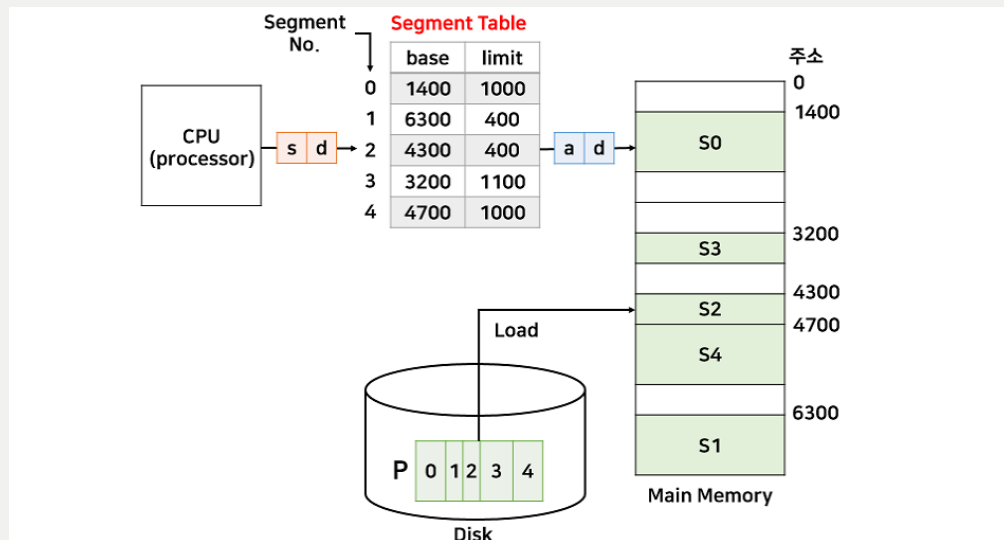 Segment
No.
Segment Table
base limit
0 1400 1000
1 6300 400
2 4300 400
3 3200 1100
4 4700 1000
CPU
(processor)
s d
a d
주소
0
1400
S0
3200
S3
4300
S2
4700
S4
6300
S1
Main Memory
Load
P 0 1 2 3 4
Disk